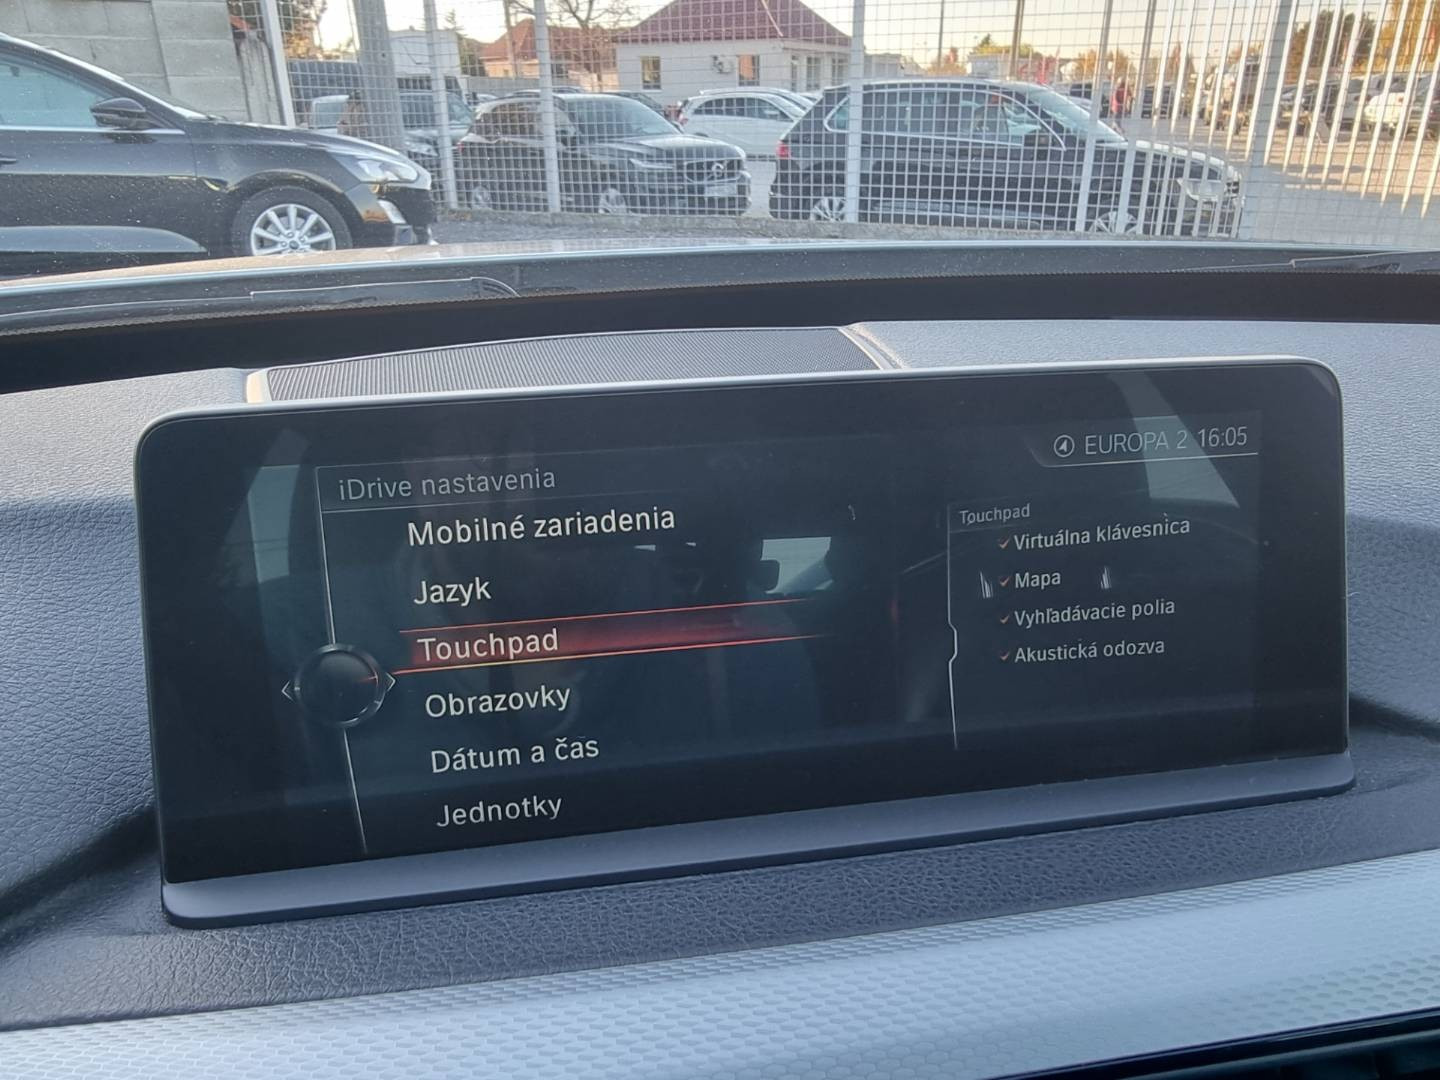 EUROPA 2 16:05
iDrive nastavenia
Mobilné zariadenia
Jazyk
Touchpad
Obrazovky
Dátum a čas
Jednotky
Touchpad
Virtuálna klávesnica
Mapa
Vyhľadávacie polia
Akustická odozva